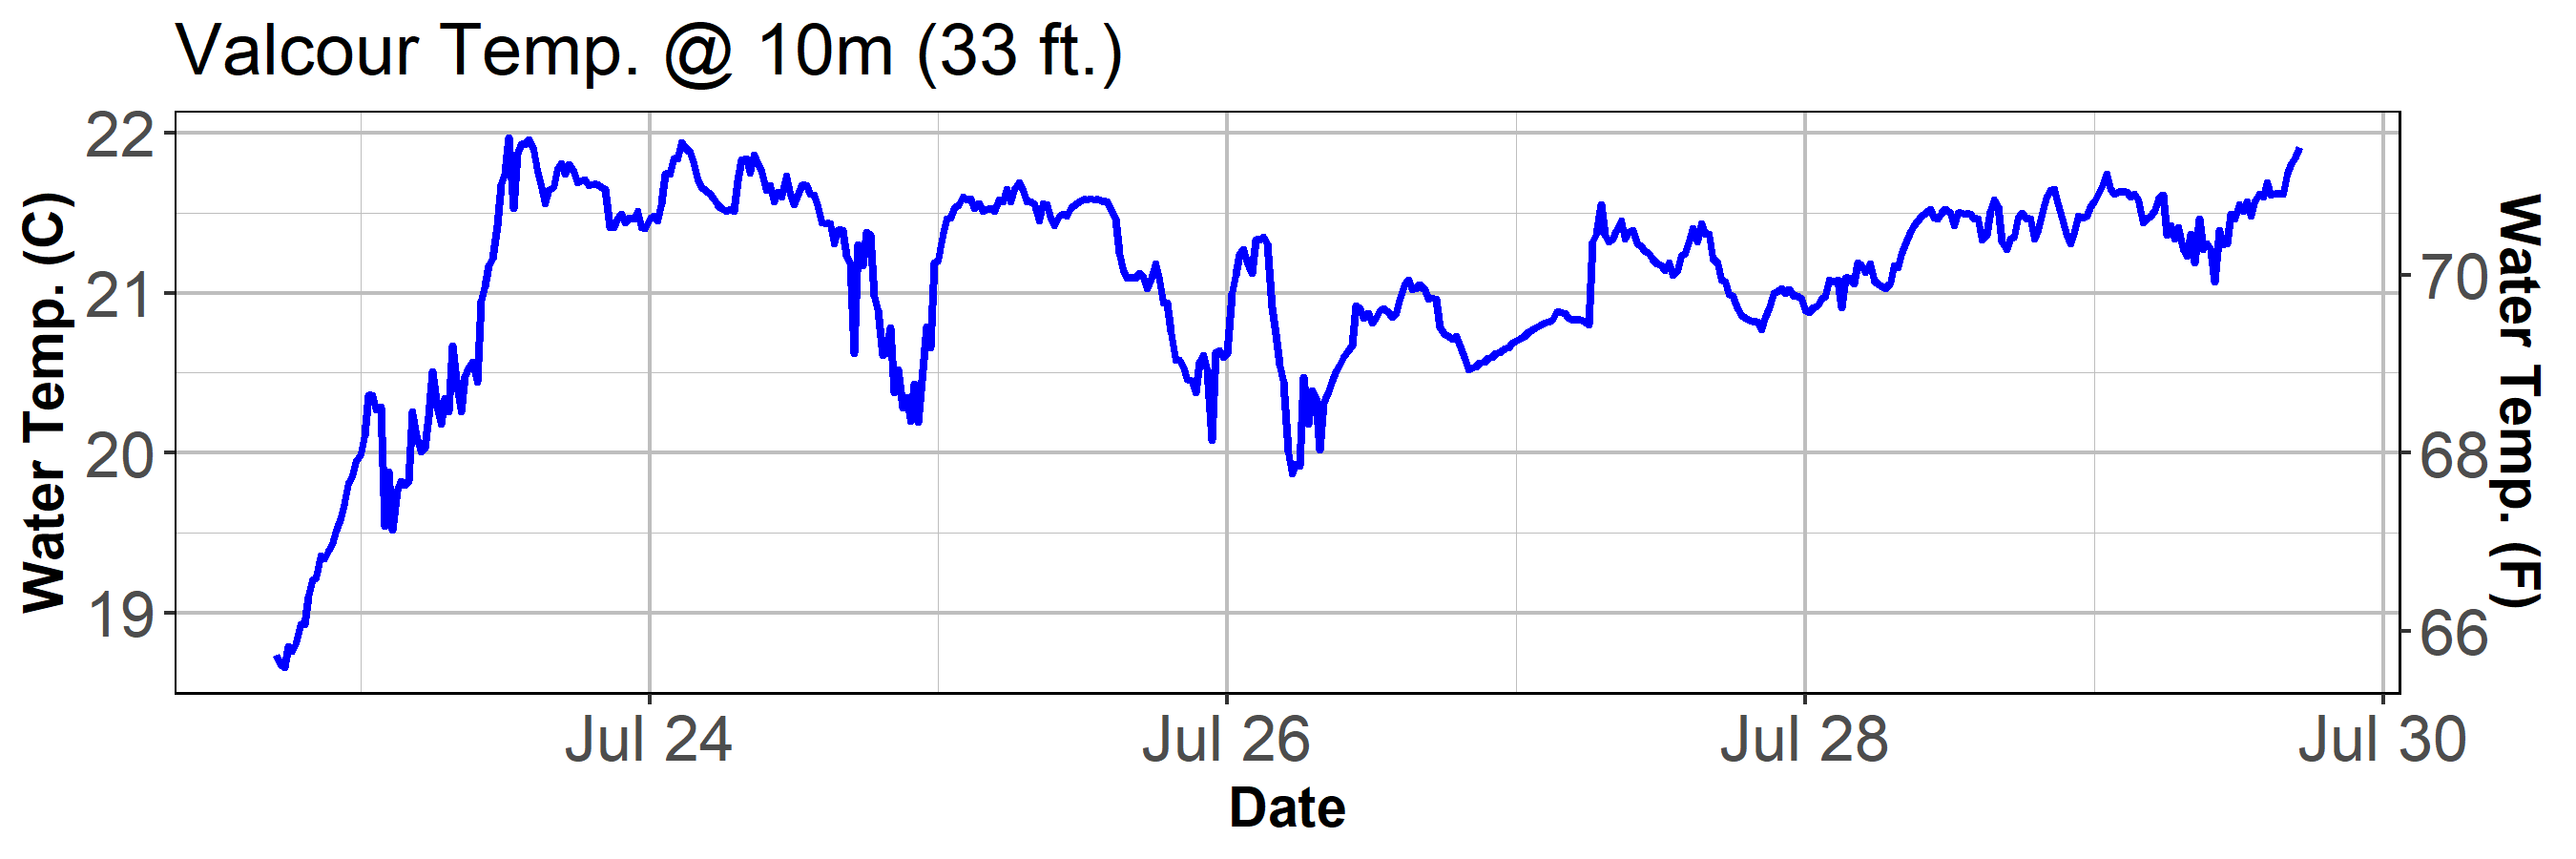 Valcour Temp. @ 10m (33 ft.)
Water Temp. (C)
22
21
20
19
70
68
66
Water Temp. (F)
Jul 24
Jul 26
Jul 28
Jul 30
Date